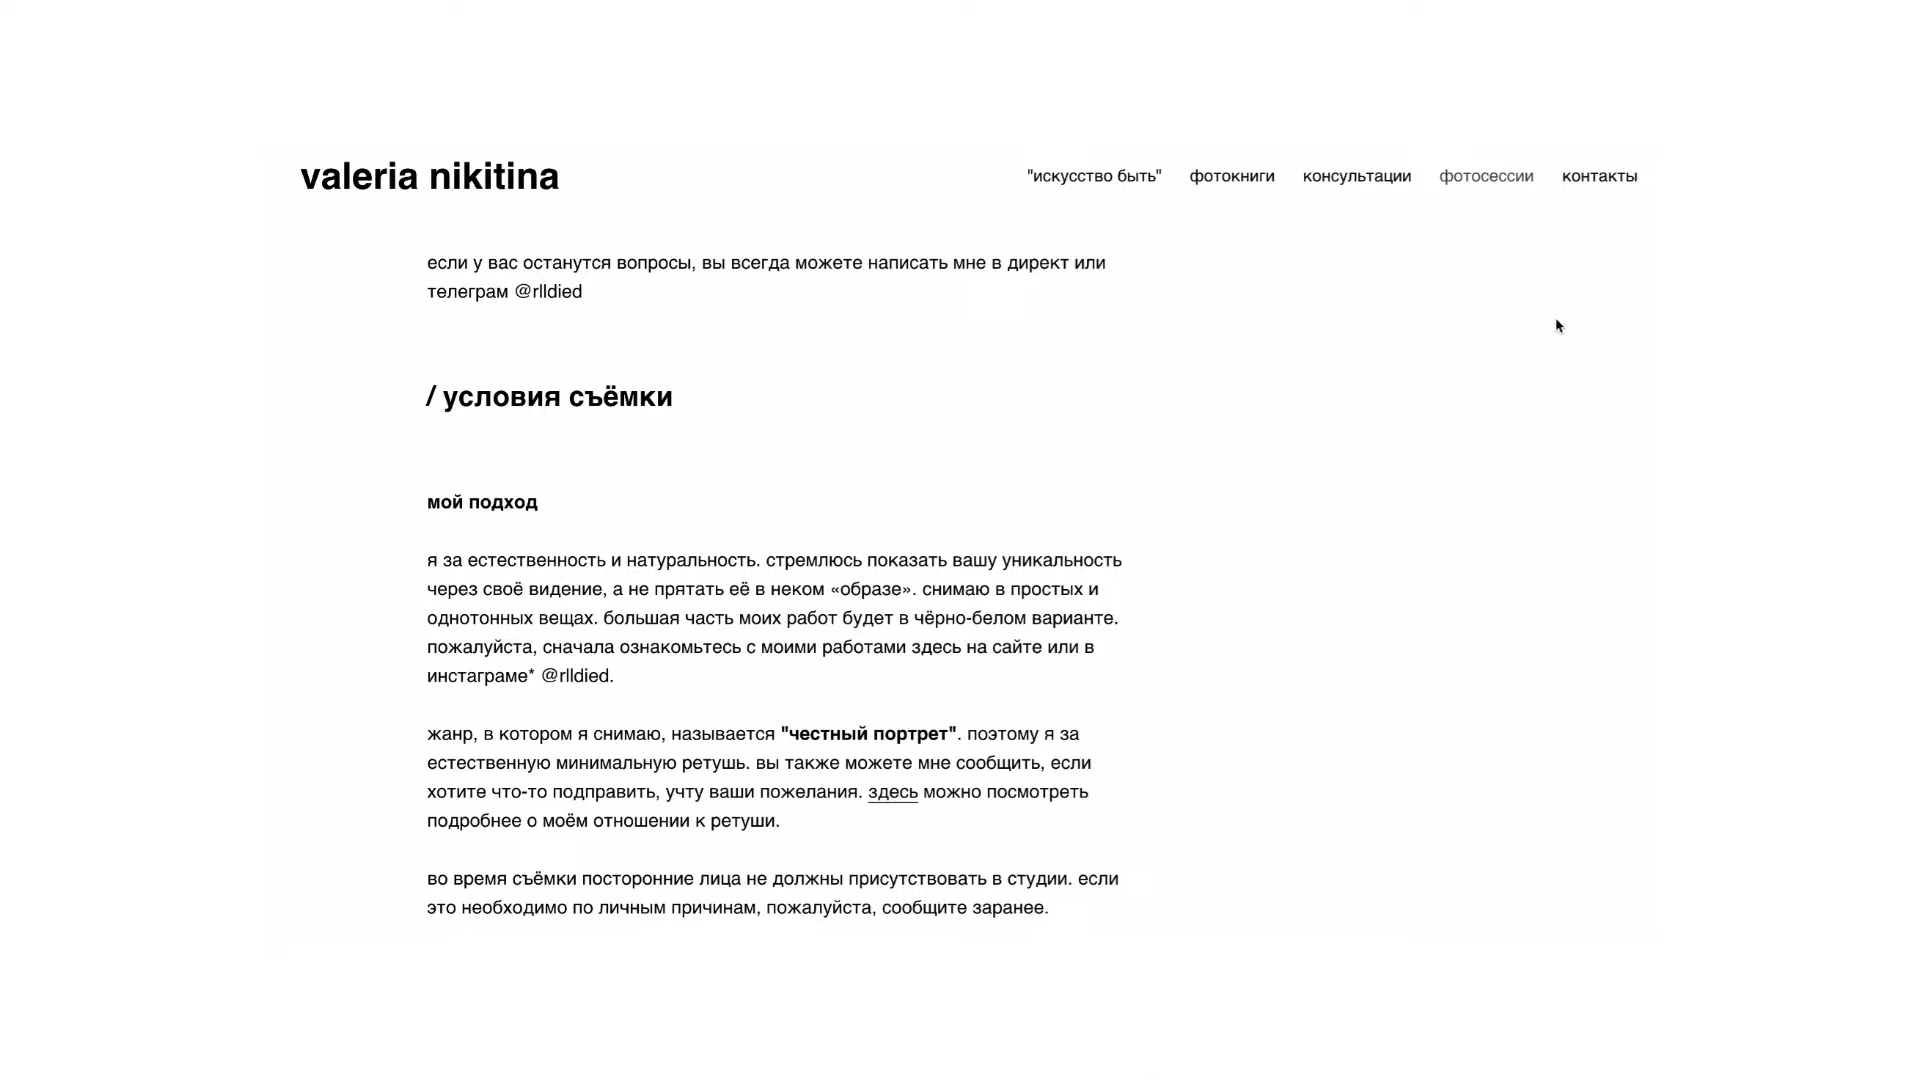 valeria nikitina
"искусство быть" фотокниги консультации фотосессии контакты
если у вас останутся вопросы, вы всегда можете написать мне в директ или
телеграм @rlldied
/ условия съёмки
мой подход
я за естественность и натуральность. стремлюсь показать вашу уникальность
через своё видение, а не прятать её в неком «образе». снимаю в простых и
однотонных вещах. большая часть моих работ будет в чёрно-белом варианте.
пожалуйста, сначала ознакомьтесь с моими работами здесь на сайте или в
инстаграме* @rlldied.
жанр, в котором я снимаю, называется "честный портрет". поэтому я за
естественную минимальную ретушь. вы также можете мне сообщить, если
хотите что-то подправить, учту ваши пожелания. здесь можно посмотреть
подробнее о моём отношении к ретуши.
во время съёмки посторонние лица не должны присутствовать в студии. если
это необходимо по личным причинам, пожалуйста, сообщите заранее.